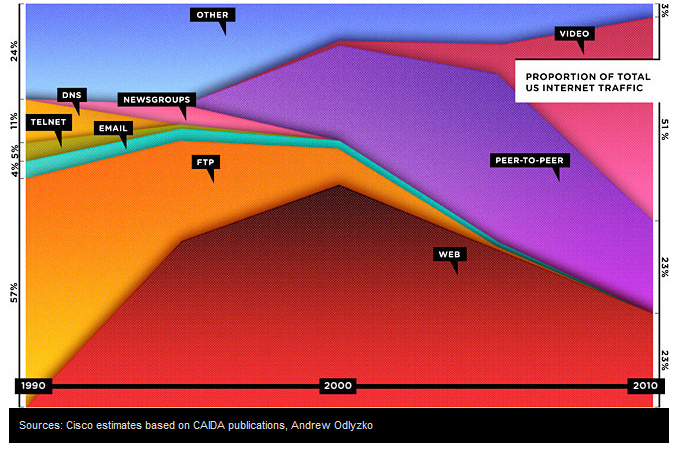 OTHER
3%
VIDEO
24%
PROPORTION OF TOTAL
US INTERNET TRAFFIC
DNS
NEWSGROUPS
11%
TELNET
EMAIL
51%
5%
4%
FTP
PEER-TO-PEER
WEB
23%
57%
23%
1990
2000
2010
Sources: Cisco estimates based on CAIDA publications, Andrew Odlyzko